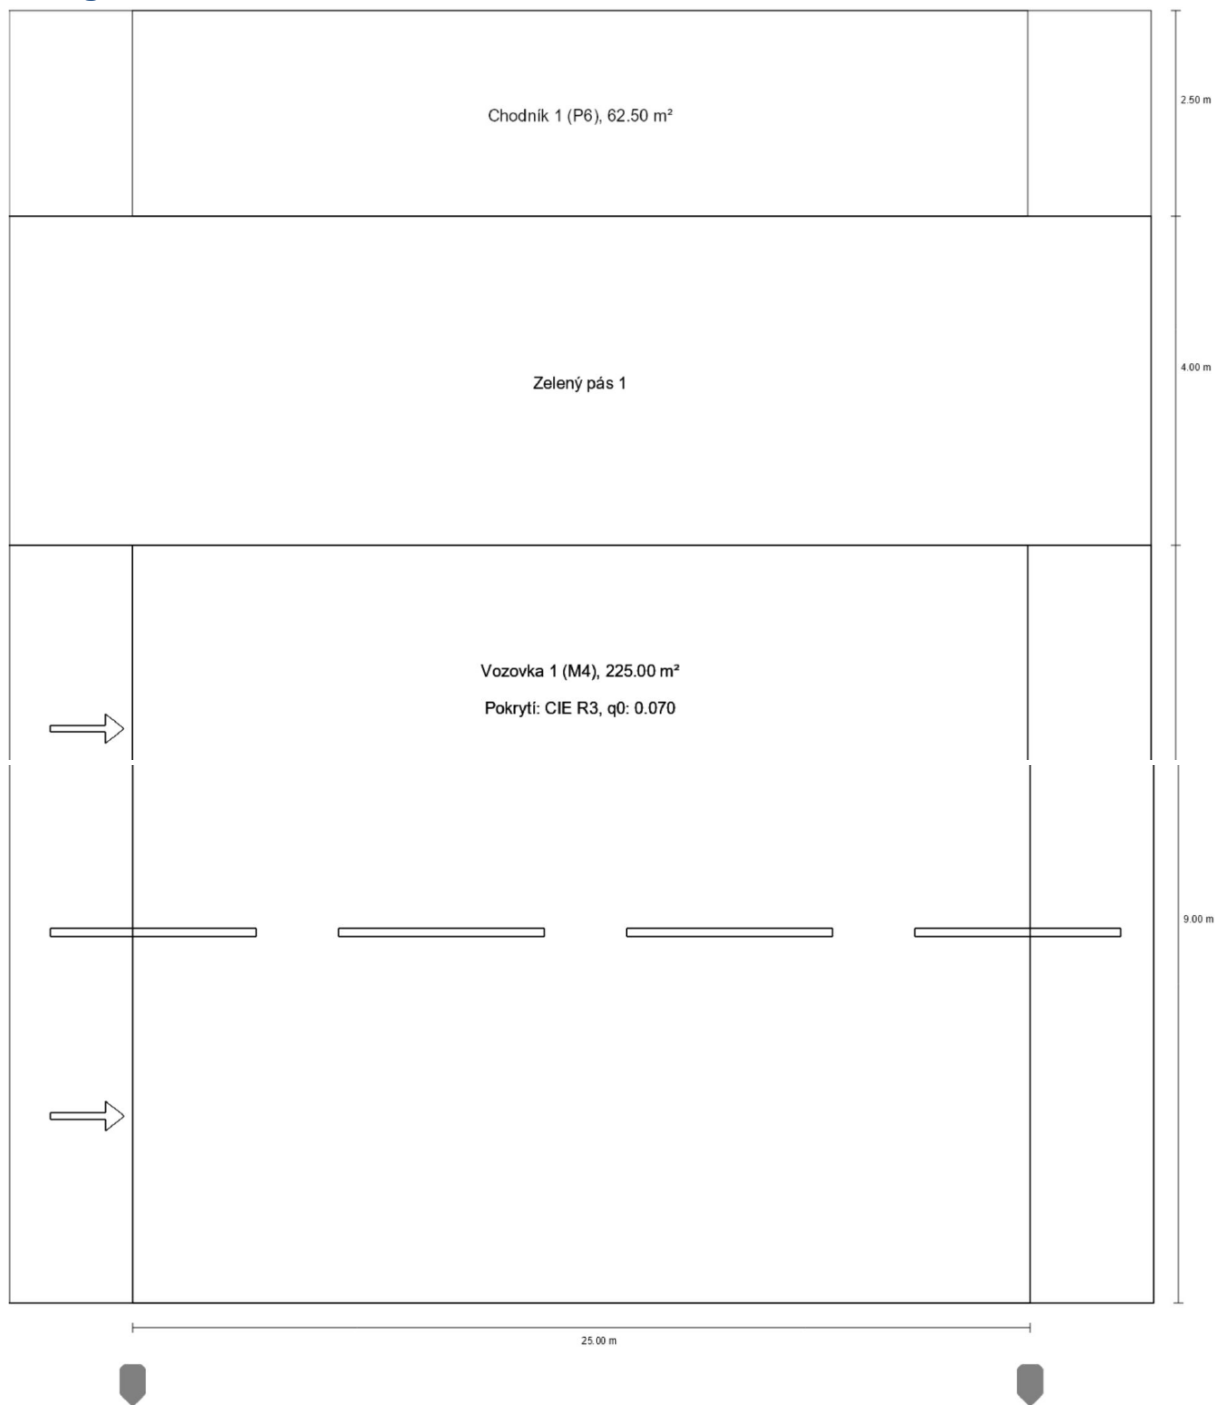 2.50 m
Chodník 1 (P6), 62.50 m²
4.00 m
Zelený pás 1
Vozovka 1 (M4), 225.00 m²
Pokrytí: CIE R3, q0: 0.070
9.00 m
25.00 m